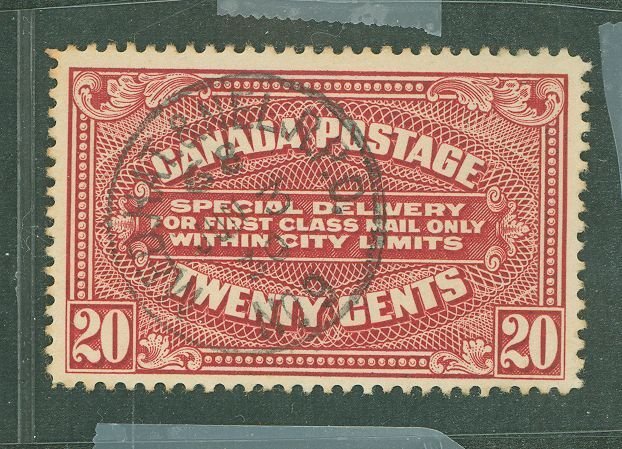 CANADA POSTAGE
SPECIAL DELIVERY
FOR FIRST CLASS MAIL ONLY
WITHIN CITY LIMITS
TWENTY CENTS
20 20